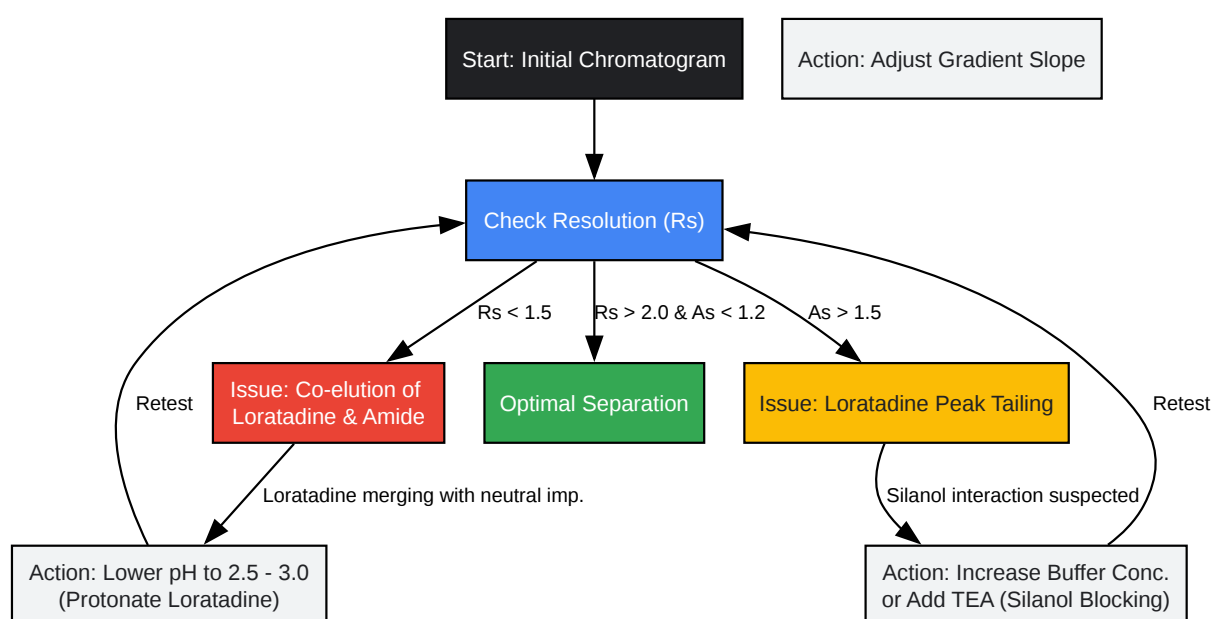 Start: Initial Chromatogram
Action: Adjust Gradient Slope
Check Resolution (Rs)
Rs < 1.5
Rs > 2.0 & As < 1.2
As > 1.5
Issue: Co-elution of
Loratadine & Amide
Optimal Separation
Issue: Loratadine Peak Tailing
Retest
Retest
Loratadine merging with neutral imp.
Silanol interaction suspected
Action: Lower pH to 2.5 - 3.0
(Protonate Loratadine)
Action: Increase Buffer Conc.
or Add TEA (Silanol Blocking)